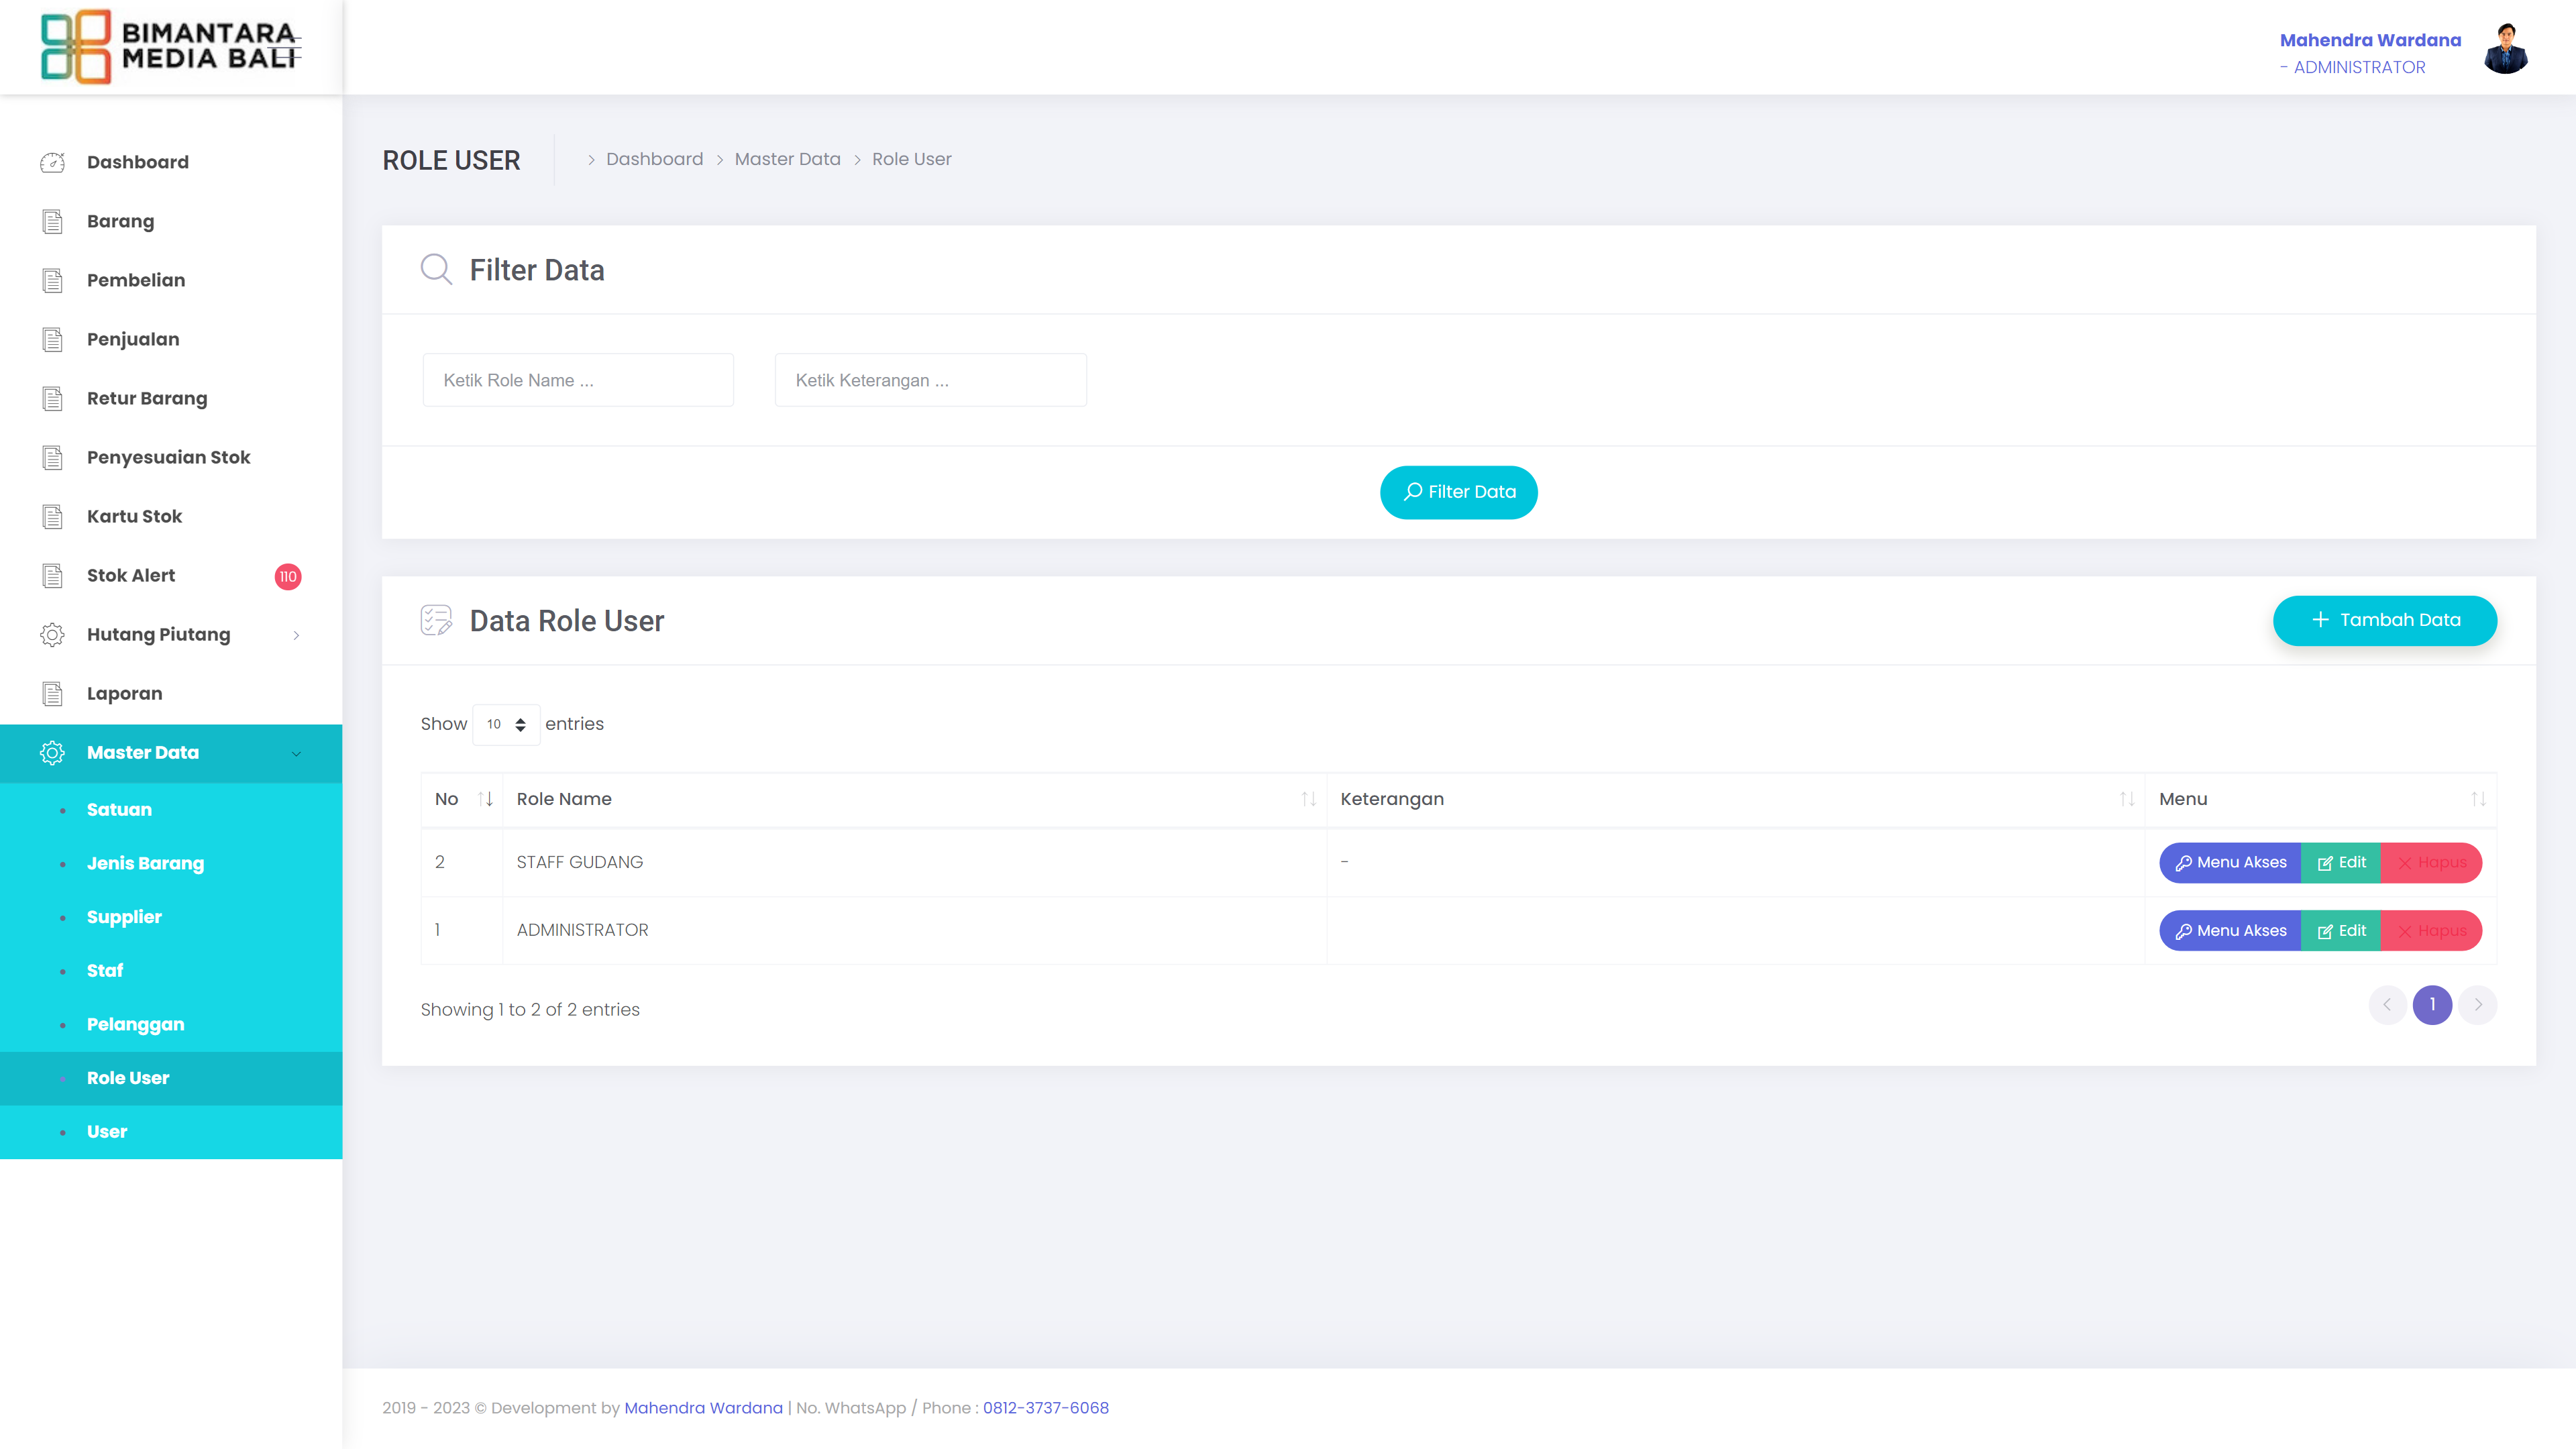 BIMANTARA
MEDIA BALI
Mahendra Wardana
- ADMINISTRATOR
Dashboard
Barang
Pembelian
Penjualan
Retur Barang
Penyesuaian Stok
Kartu Stok
Stok Alert 110
Hutang Piutang
Laporan
Master Data
Satuan
Jenis Barang
Supplier
Staf
Pelanggan
Role User
User
ROLE USER > Dashboard > Master Data > Role User
Filter Data
Ketik Role Name ... Ketik Keterangan ...
Filter Data
Data Role User Tambah Data
Show 10 entries
No Role Name Keterangan Menu
2 STAFF GUDANG - Menu Akses Edit Hapus
1 ADMINISTRATOR Menu Akses Edit Hapus
Showing 1 to 2 of 2 entries 1
2019 - 2023 © Development by Mahendra Wardana | No. WhatsApp / Phone : 0812-3737-6068